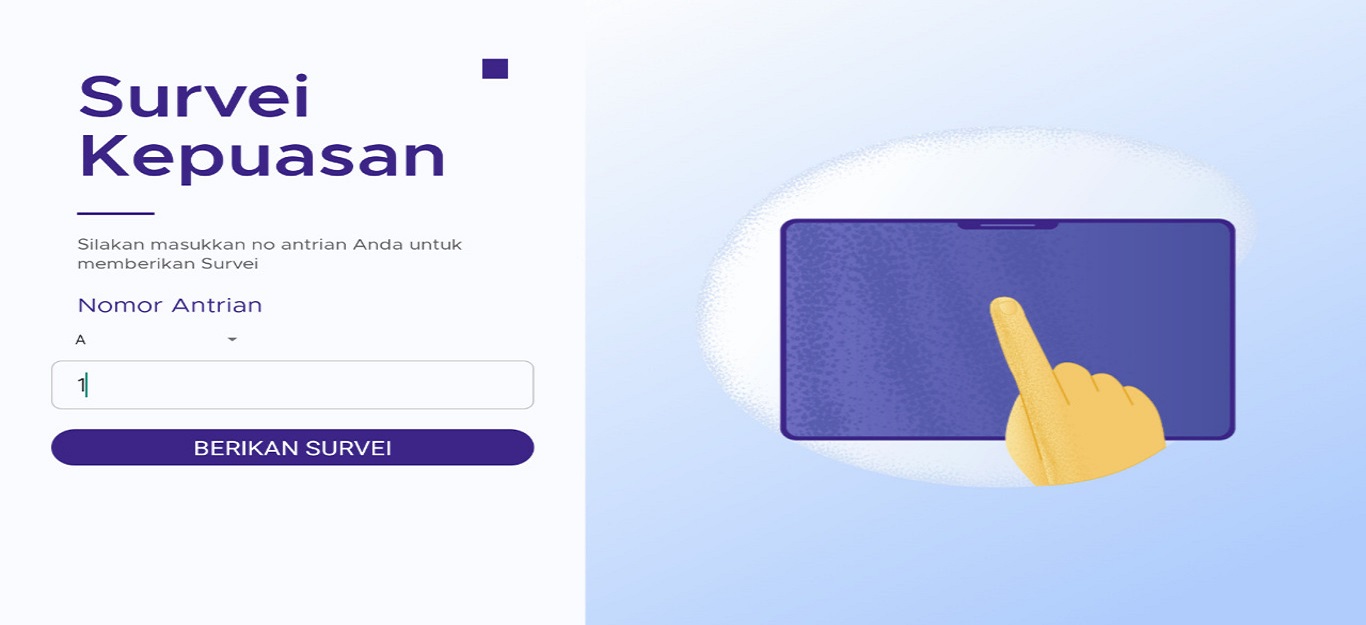 Survei
Kepuasan
Silakan masukkan no antrian Anda untuk
memberikan Survei
Nomor Antrian
A
1
BERIKAN SURVEI